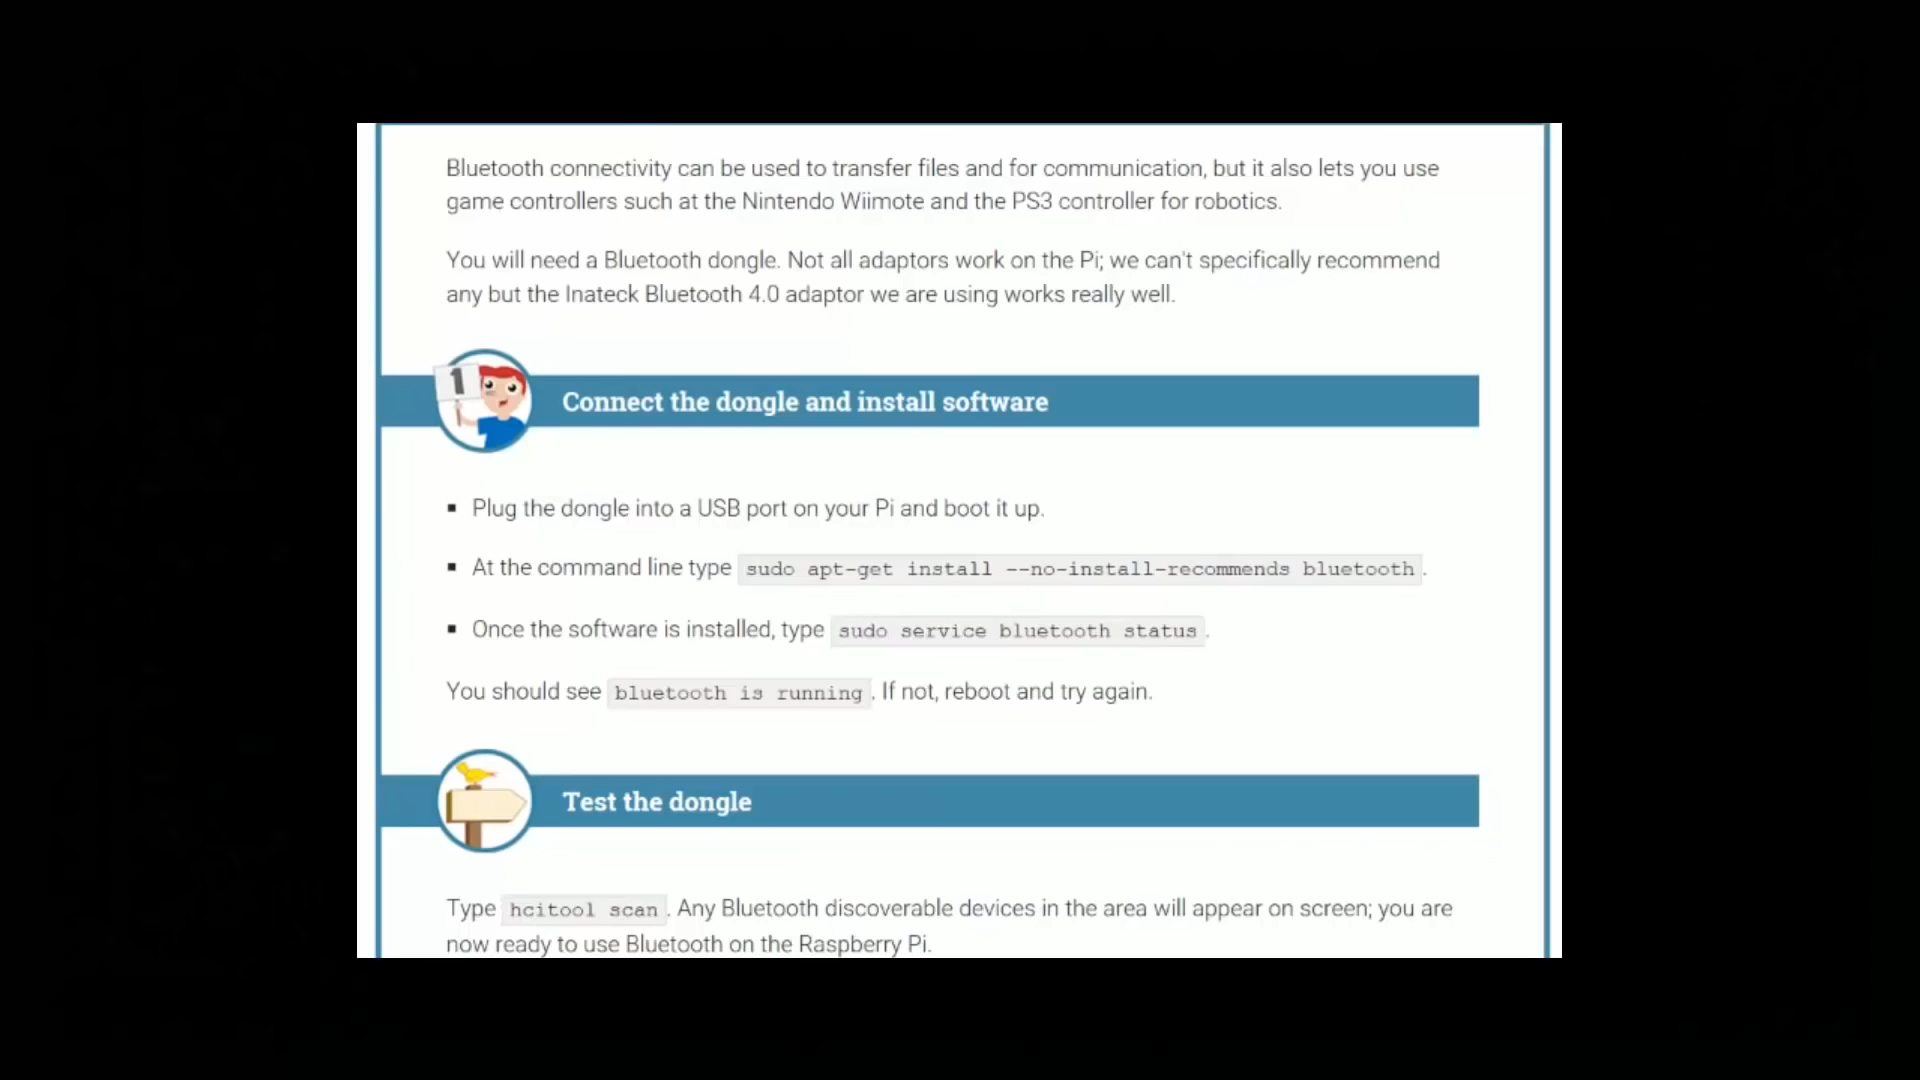 Bluetooth connectivity can be used to transfer files and for communication, but it also lets you use
game controllers such at the Nintendo Wiimote and the PS3 controller for robotics.
You will need a Bluetooth dongle. Not all adaptors work on the Pi; we can't specifically recommend
any but the Inateck Bluetooth 4.0 adaptor we are using works really well.
1
Connect the dongle and install software
▪ Plug the dongle into a USB port on your Pi and boot it up.
▪ At the command line type sudo apt-get install --no-install-recommends bluetooth.
▪ Once the software is installed, type sudo service bluetooth status.
You should see bluetooth is running. If not, reboot and try again.
Test the dongle
Type hcitool scan. Any Bluetooth discoverable devices in the area will appear on screen; you are
now ready to use Bluetooth on the Raspberry Pi.